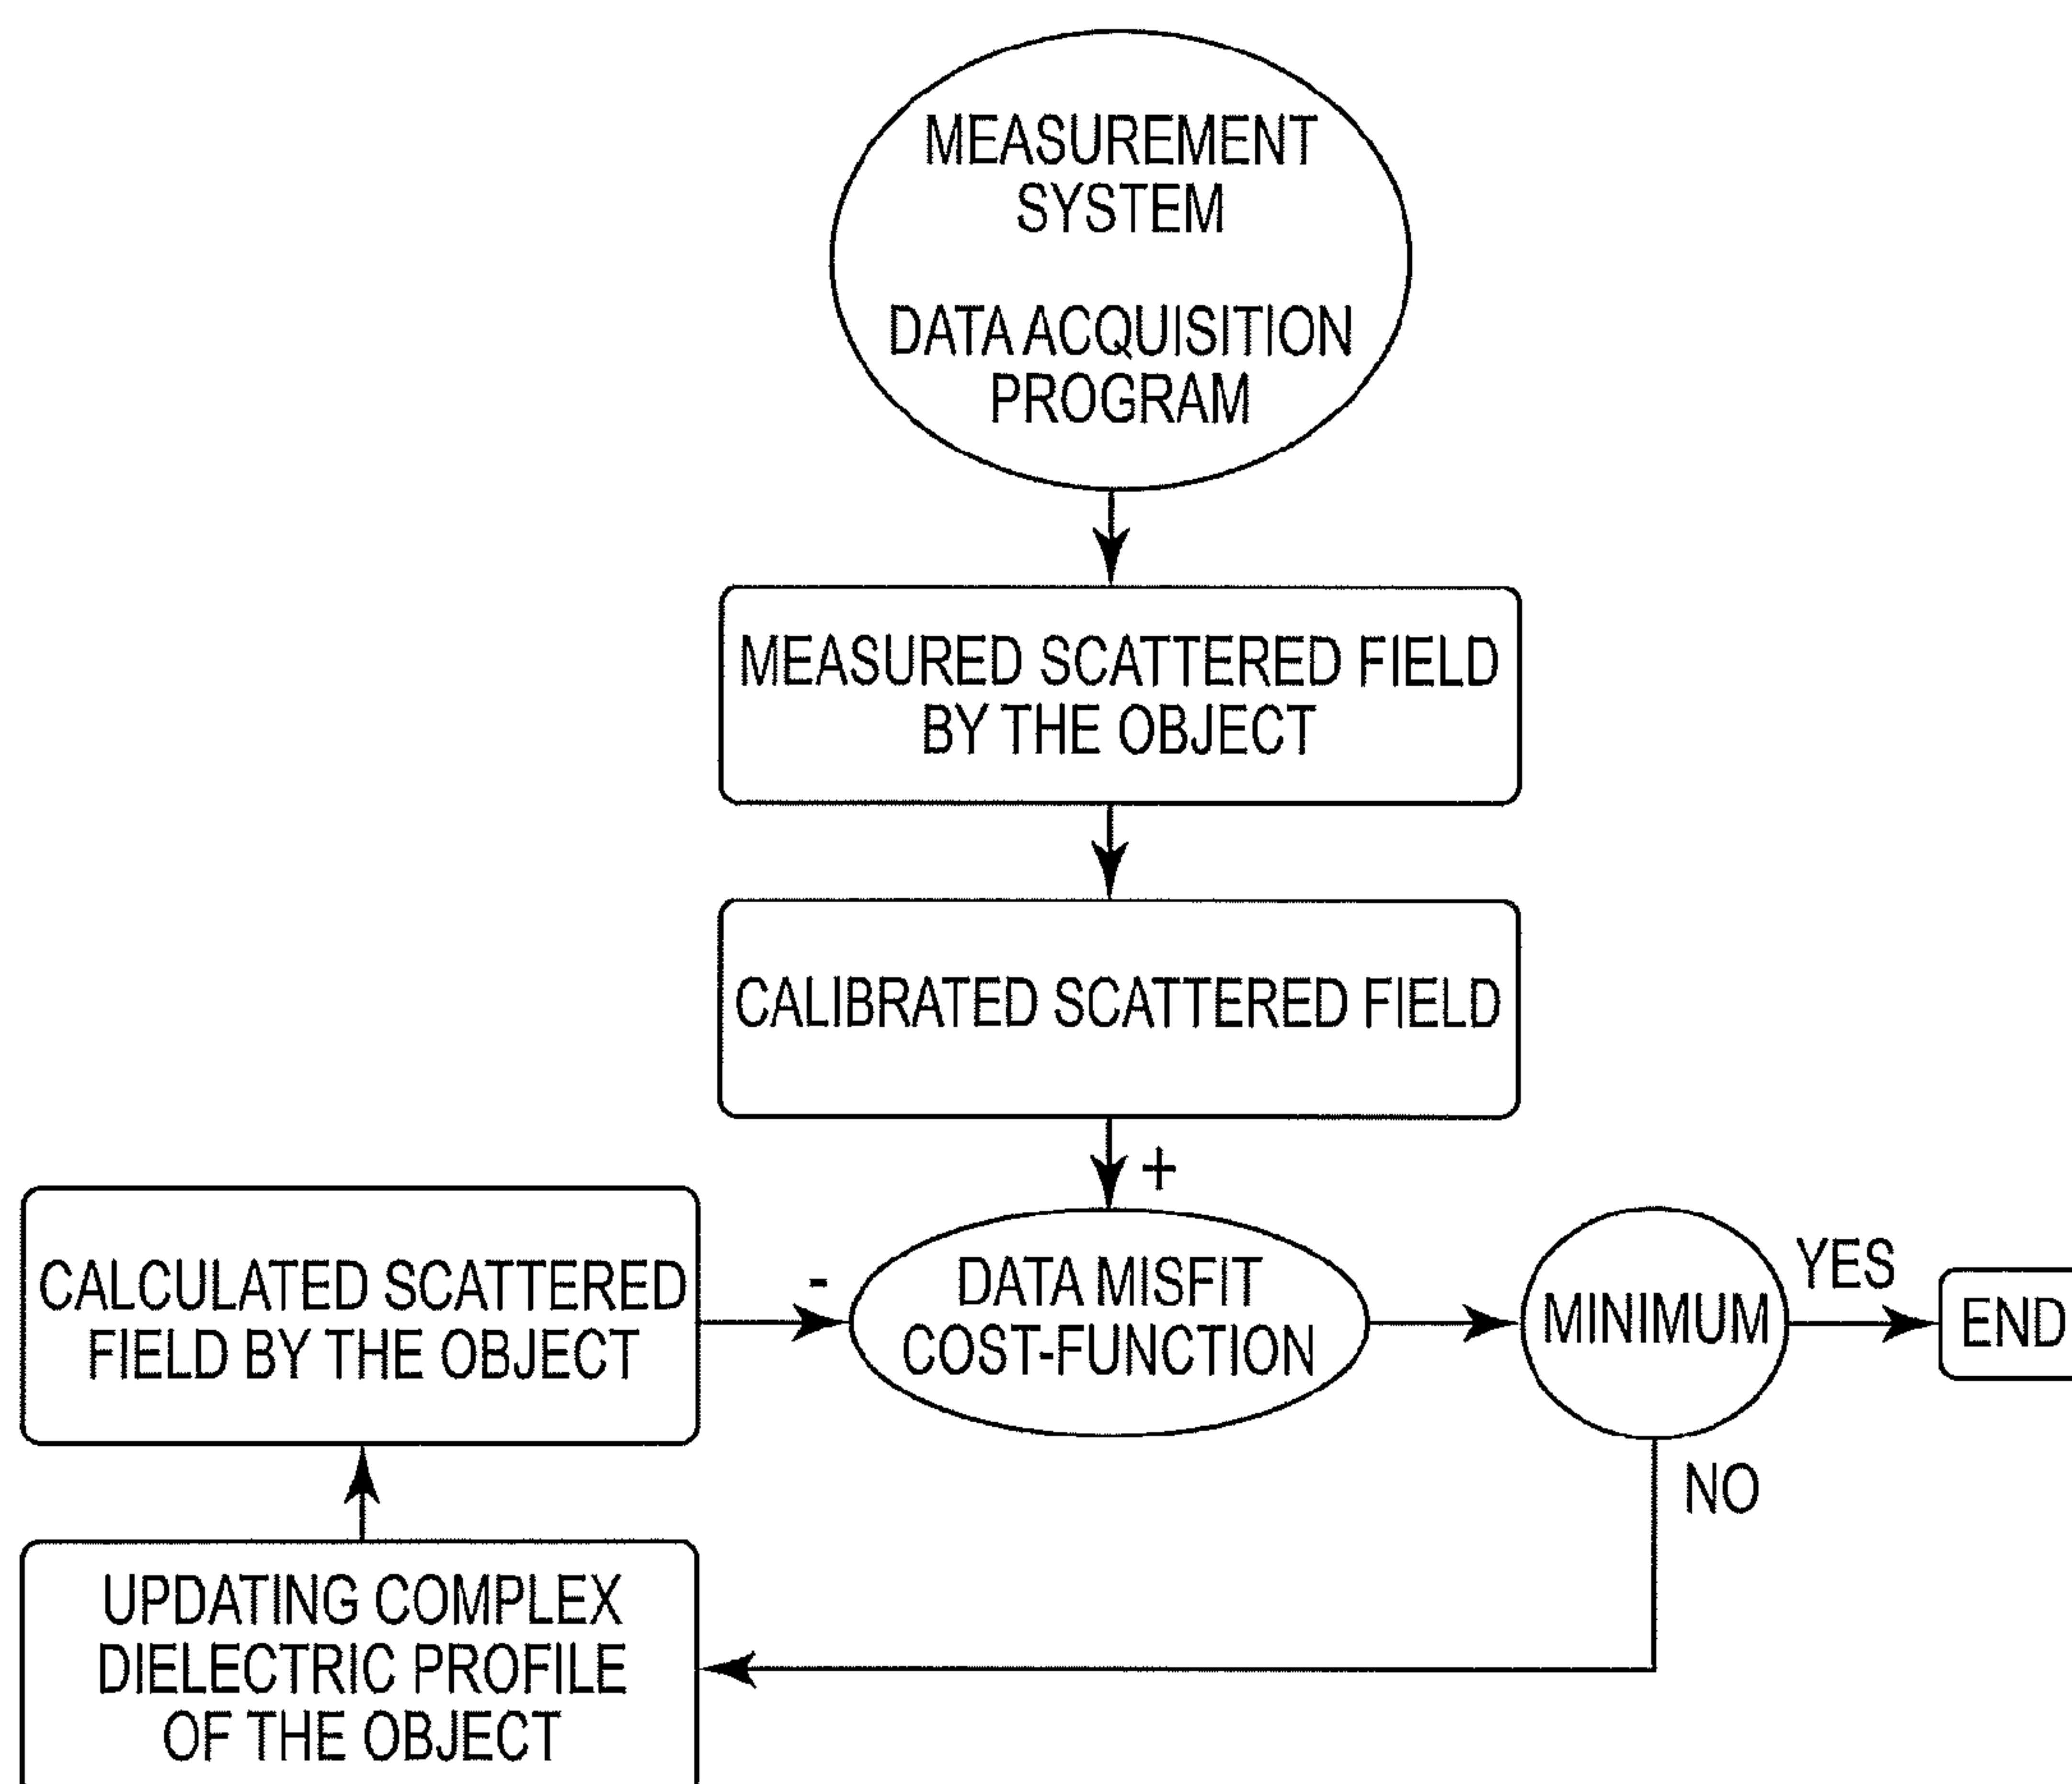 MEASUREMENT
SYSTEM
DATA ACQUISITION
PROGRAM
MEASURED SCATTERED FIELD
BY THE OBJECT
CALIBRATED SCATTERED FIELD
+
CALCULATED SCATTERED
FIELD BY THE OBJECT
-
DATA MISFIT
COST-FUNCTION
MINIMUM
YES
END
NO
UPDATING COMPLEX
DIELECTRIC PROFILE
OF THE OBJECT